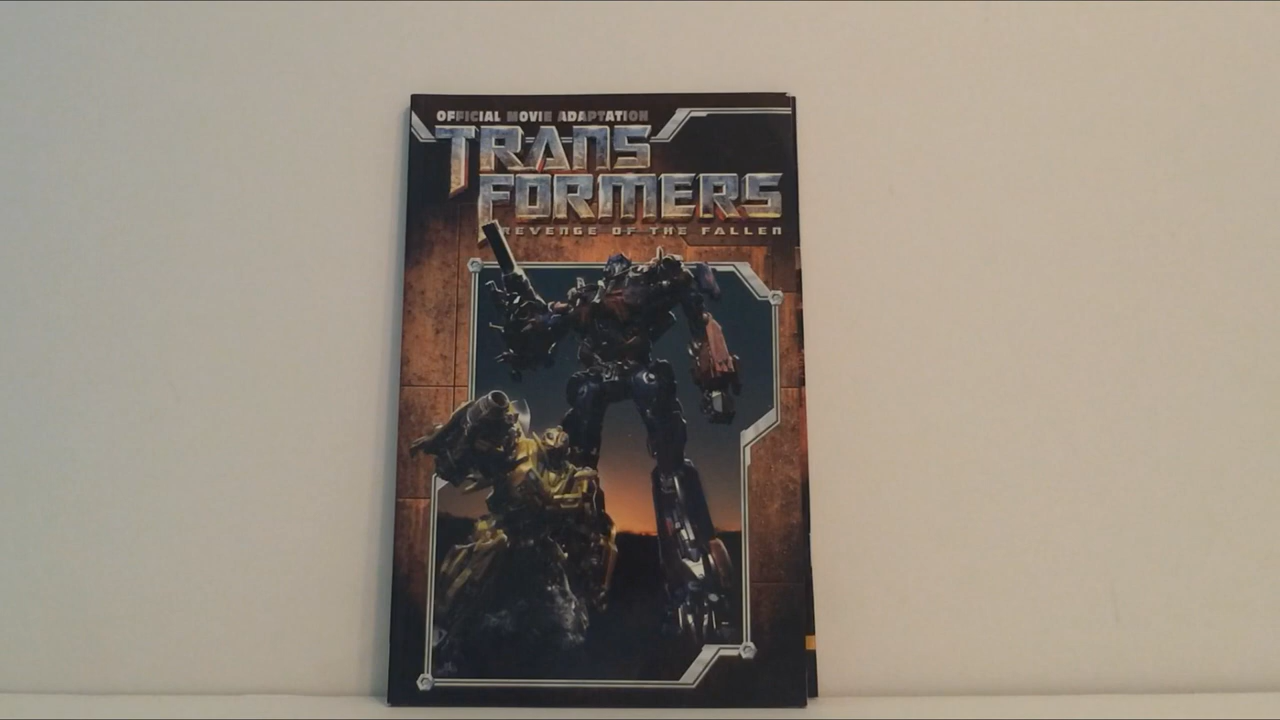 OFFICIAL MOVIE ADAPTATION
TRANS
FORMERS
REVENGE OF THE FALLEN